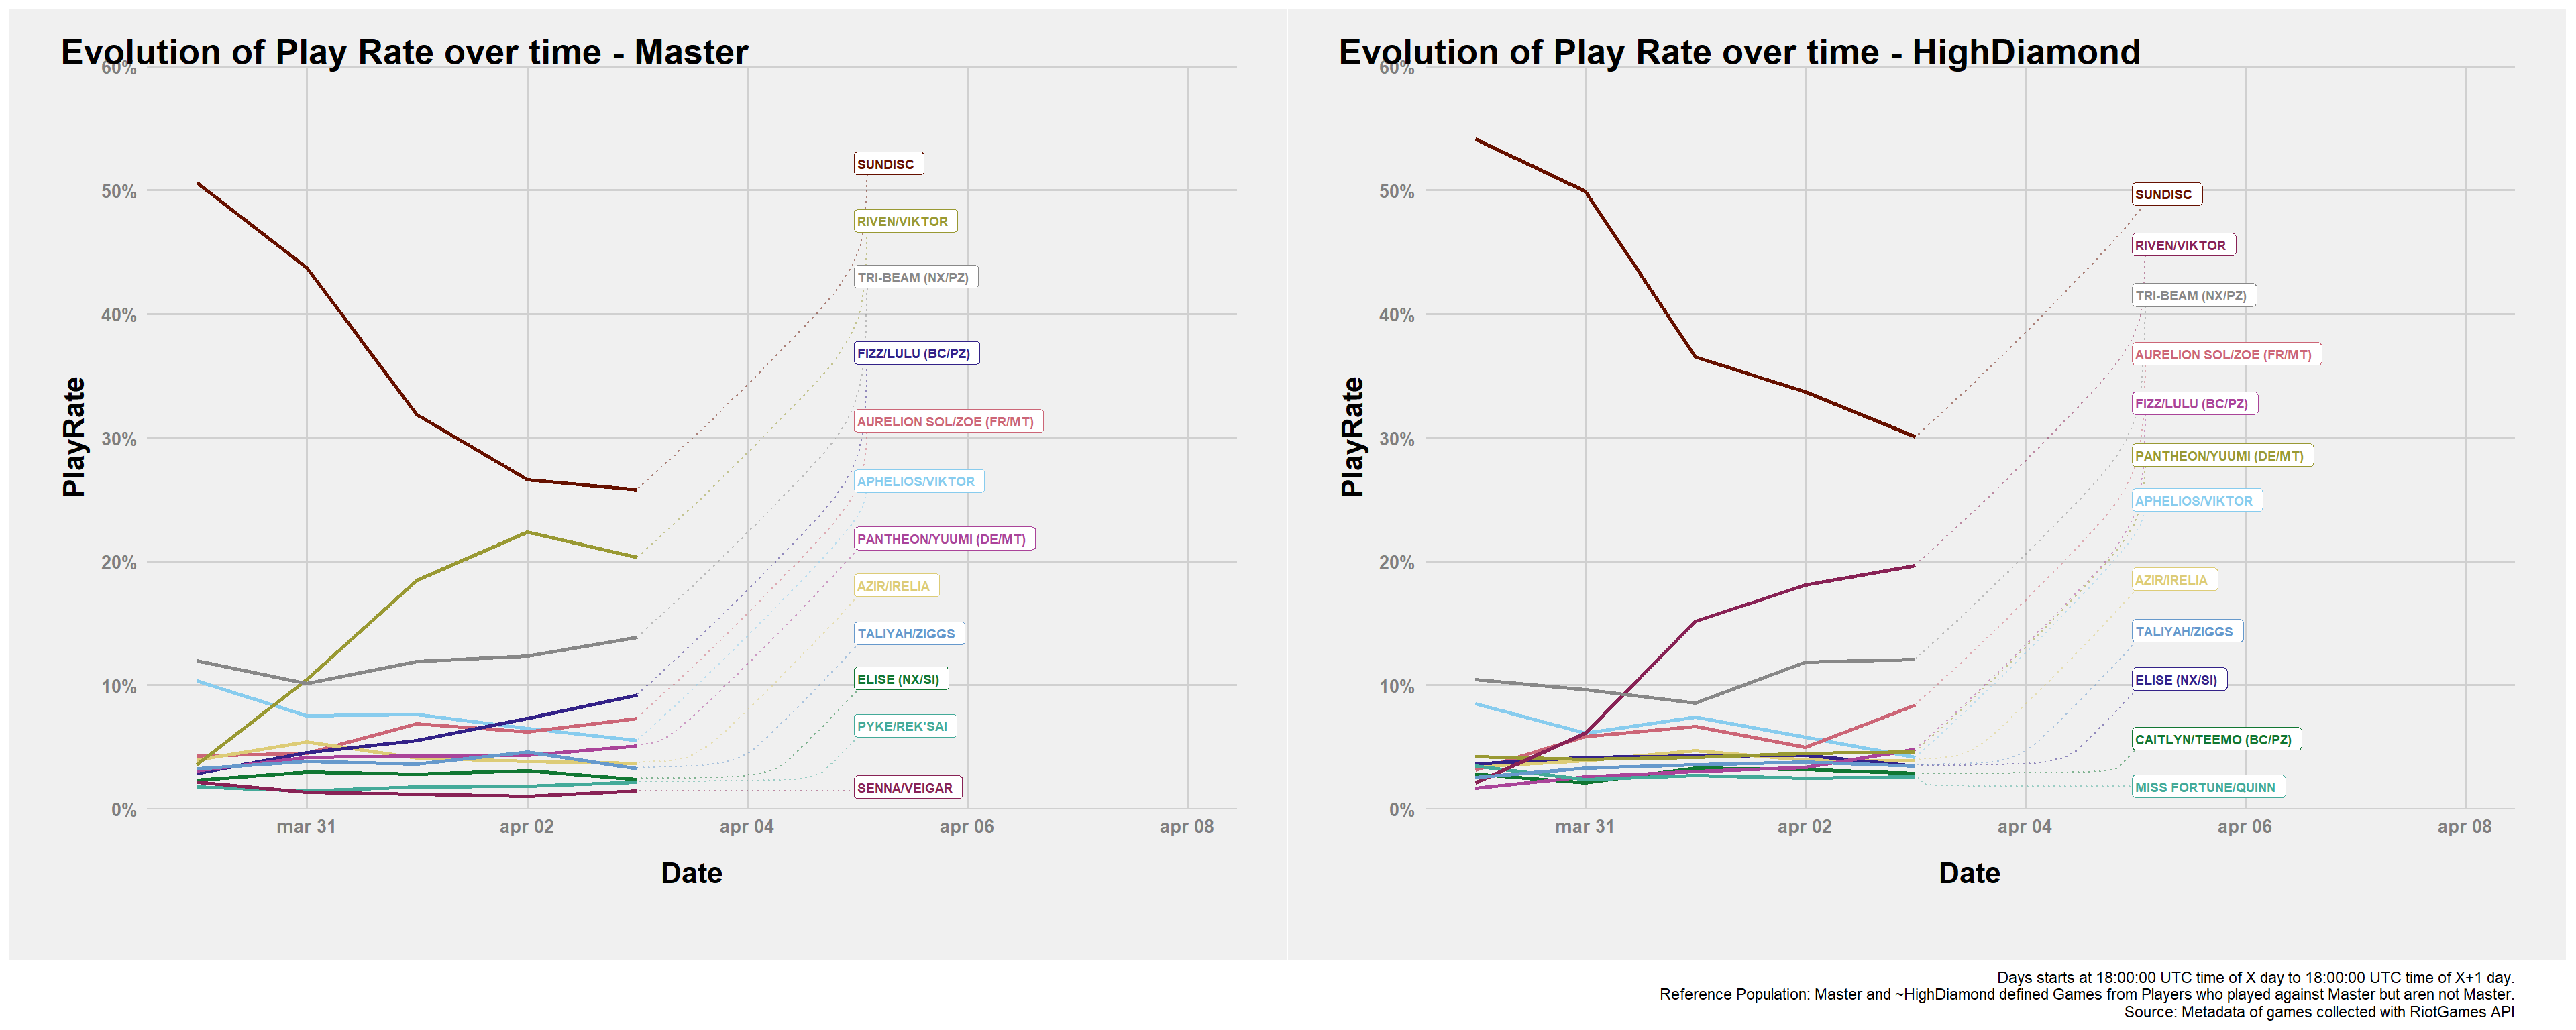 Evolution of Play Rate over time - Master
60%
50%
40%
30%
20%
10%
0%
PlayRate
SUNDISC
RIVEN/VIKTOR
TRI-BEAM (NX/PZ)
FIZZ/LULU (BC/PZ)
AURELION SOL/ZOE (FR/MT)
APHELIOS/VIKTOR
PANTHEON/YUUMI (DE/MT)
AZIR/IRELIA
TALIYAH/ZIGGS
ELISE (NX/SI)
PYKE/REK'SAI
SENNA/VEIGAR
mar 31
apr 02
apr 04
apr 06
apr 08
Date
Evolution of Play Rate over time - HighDiamond
60%
50%
40%
30%
20%
10%
0%
PlayRate
SUNDISC
RIVEN/VIKTOR
TRI-BEAM (NX/PZ)
AURELION SOL/ZOE (FR/MT)
FIZZ/LULU (BC/PZ)
PANTHEON/YUUMI (DE/MT)
APHELIOS/VIKTOR
AZIR/IRELIA
TALIYAH/ZIGGS
ELISE (NX/SI)
CAITLYN/TEEMO (BC/PZ)
MISS FORTUNE/QUINN
mar 31
apr 02
apr 04
apr 06
apr 08
Date
Days starts at 18:00:00 UTC time of X day to 18:00:00 UTC time of X+1 day.
Reference Population: Master and ~HighDiamond defined Games from Players who played against Master but aren not Master.
Source: Metadata of games collected with RiotGames API